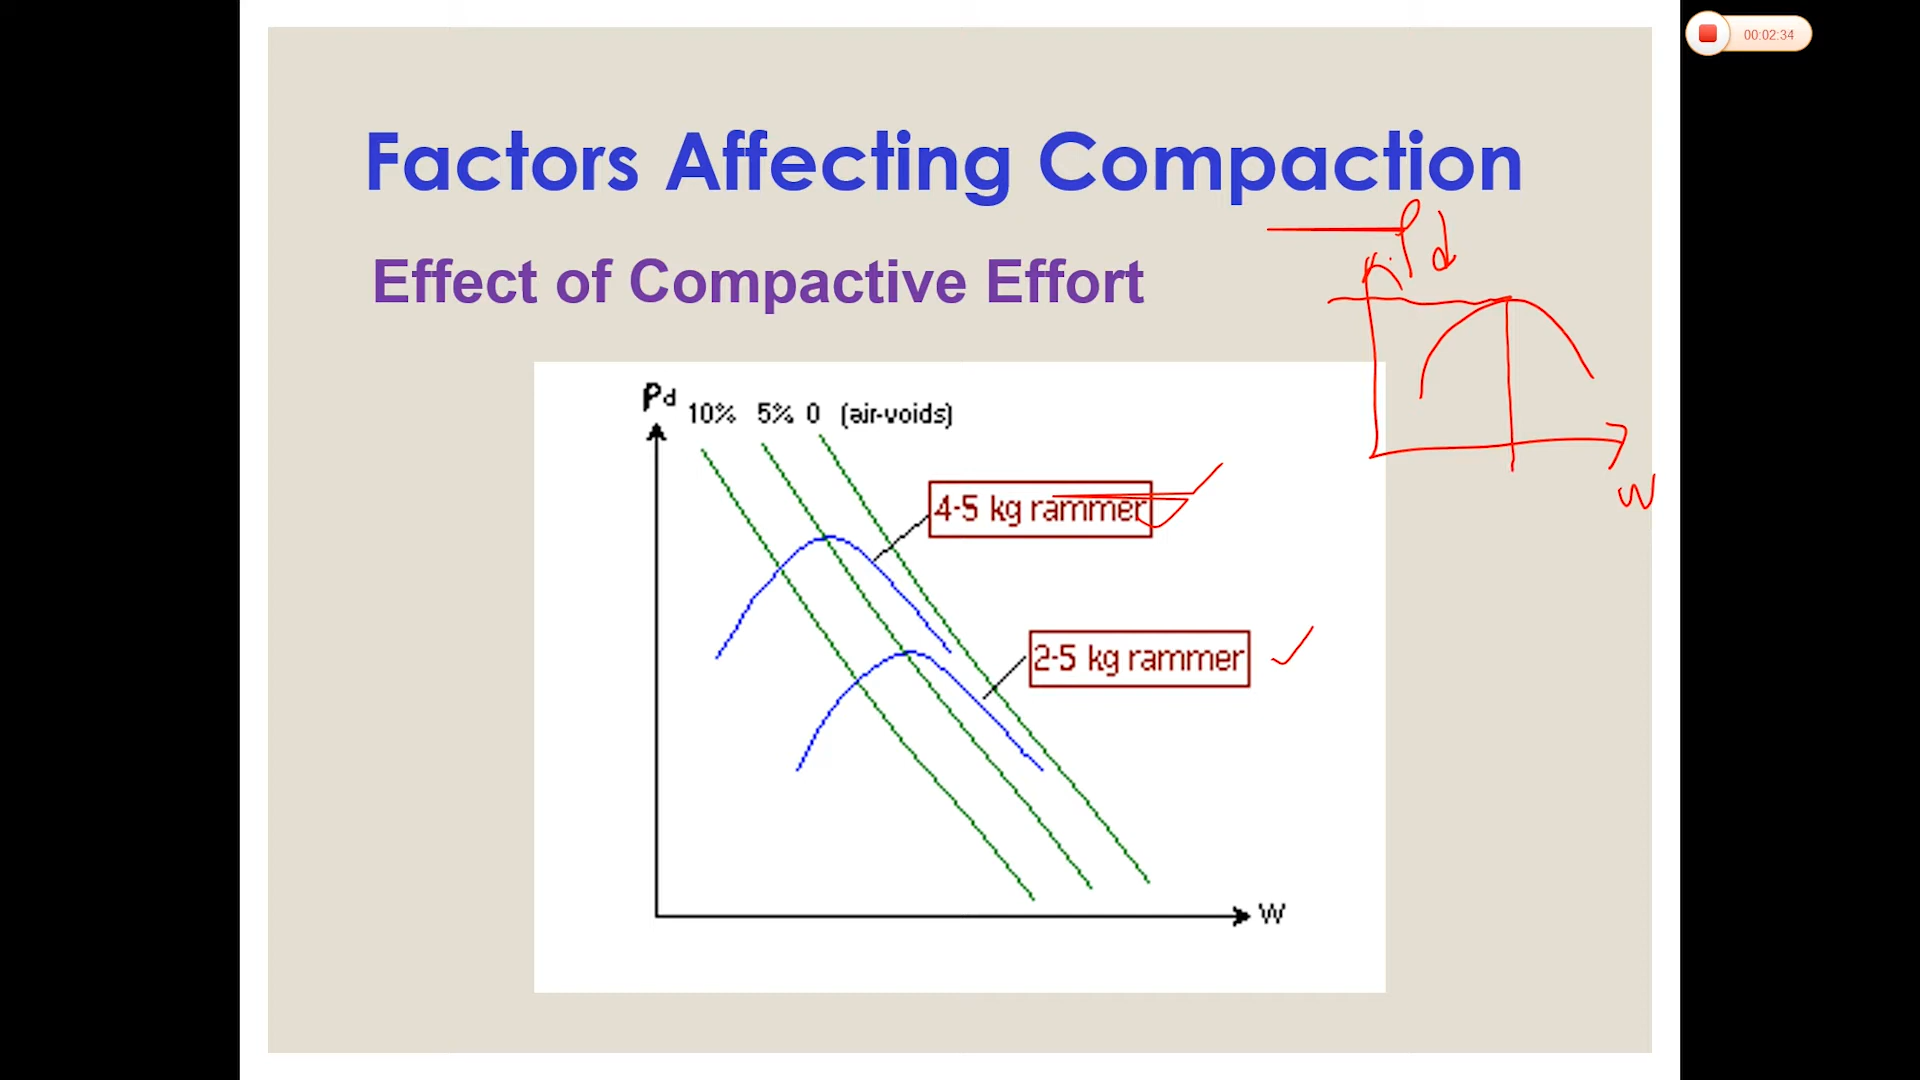 00:02:34
Factors Affecting Compaction
Effect of Compactive Effort
ρd
ρd 10% 5% 0 (air-voids)
4-5 kg rammer
w
2-5 kg rammer
w